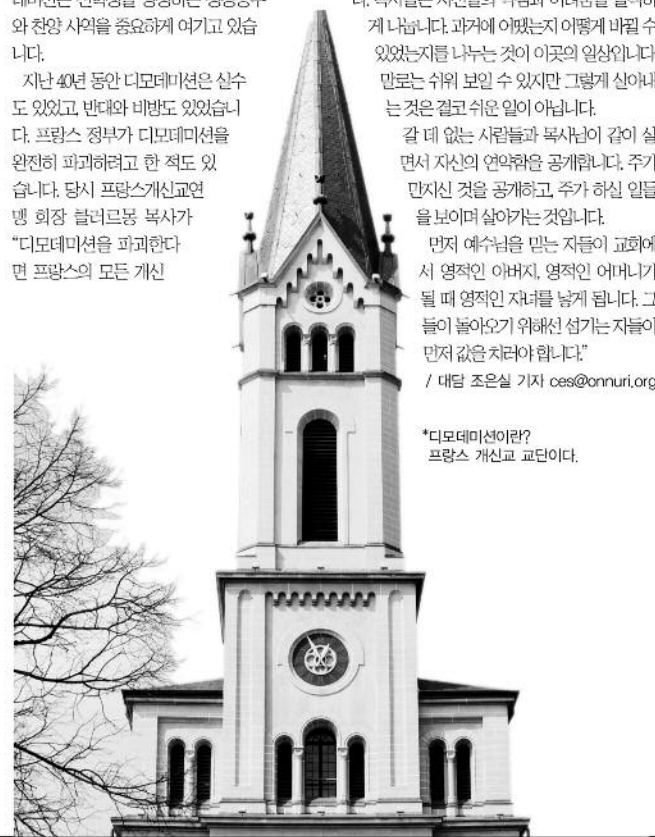 와 찬양 사역을 중요하게 여기고 있습
니다.
지난 40년 동안 디모데미션은 실수
도 있었고, 반대와 비방도 있었습니
다. 프랑스 정부가 디모데미션을
완전히 파괴하려고 한 적도 있
습니다. 당시 프랑스개신교연
맹 회장 클러르몽 목사가
“디모데미션을 파괴한다
면 프랑스의 모든 개신
게 나눕니다. 과거에 어땠는지 어떻게 바뀔 수
있었는지를 나누는 것이 이곳의 일상입니다
말로는 쉬워 보일 수 있지만 그렇게 살아내
는 것은 결코 쉬운 일이 아닙니다.
갈 데 없는 사람들과 목사님이 같이 살
면서 자신의 연약함을 공개합니다. 주가
만지신 것을 공개하고, 주가 하실 일들
을 보이며 살아가는 것입니다.
먼저 예수님을 믿는 자들이 교회에
서 영적인 아버지, 영적인 어머니가
될 때 영적인 자녀를 낳게 됩니다. 그
들이 돌아오기 위해선 섬기는 자들이
먼저 값을 치러야 합니다.”
/ 대담 조은실 기자 ces@onnuri.org
*디모데미션이란?
프랑스 개신교 교단이다.